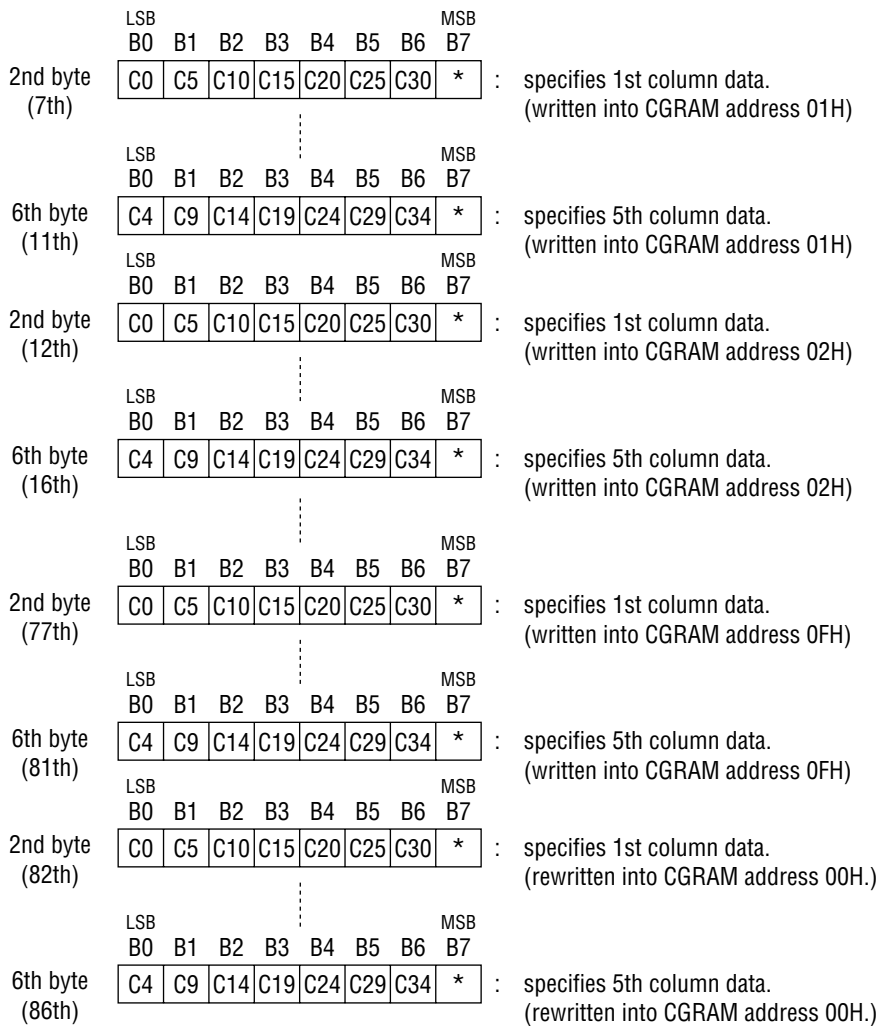 LSB MSB
B0 B1 B2 B3 B4 B5 B6 B7
2nd byte C0 C5 C10 C15 C20 C25 C30 * : specifies 1st column data.
(7th) (written into CGRAM address 01H)
LSB MSB
B0 B1 B2 B3 B4 B5 B6 B7
6th byte C4 C9 C14 C19 C24 C29 C34 * : specifies 5th column data.
(11th) (written into CGRAM address 01H)
LSB MSB
B0 B1 B2 B3 B4 B5 B6 B7
2nd byte C0 C5 C10 C15 C20 C25 C30 * : specifies 1st column data.
(12th) (written into CGRAM address 02H)
LSB MSB
B0 B1 B2 B3 B4 B5 B6 B7
6th byte C4 C9 C14 C19 C24 C29 C34 * : specifies 5th column data.
(16th) (written into CGRAM address 02H)
LSB MSB
B0 B1 B2 B3 B4 B5 B6 B7
2nd byte C0 C5 C10 C15 C20 C25 C30 * : specifies 1st column data.
(77th) (written into CGRAM address 0FH)
LSB MSB
B0 B1 B2 B3 B4 B5 B6 B7
6th byte C4 C9 C14 C19 C24 C29 C34 * : specifies 5th column data.
(81th) (written into CGRAM address 0FH)
LSB MSB
B0 B1 B2 B3 B4 B5 B6 B7
2nd byte C0 C5 C10 C15 C20 C25 C30 * : specifies 1st column data.
(82th) (rewritten into CGRAM address 00H.)
LSB MSB
B0 B1 B2 B3 B4 B5 B6 B7
6th byte C4 C9 C14 C19 C24 C29 C34 * : specifies 5th column data.
(86th) (rewritten into CGRAM address 00H.)